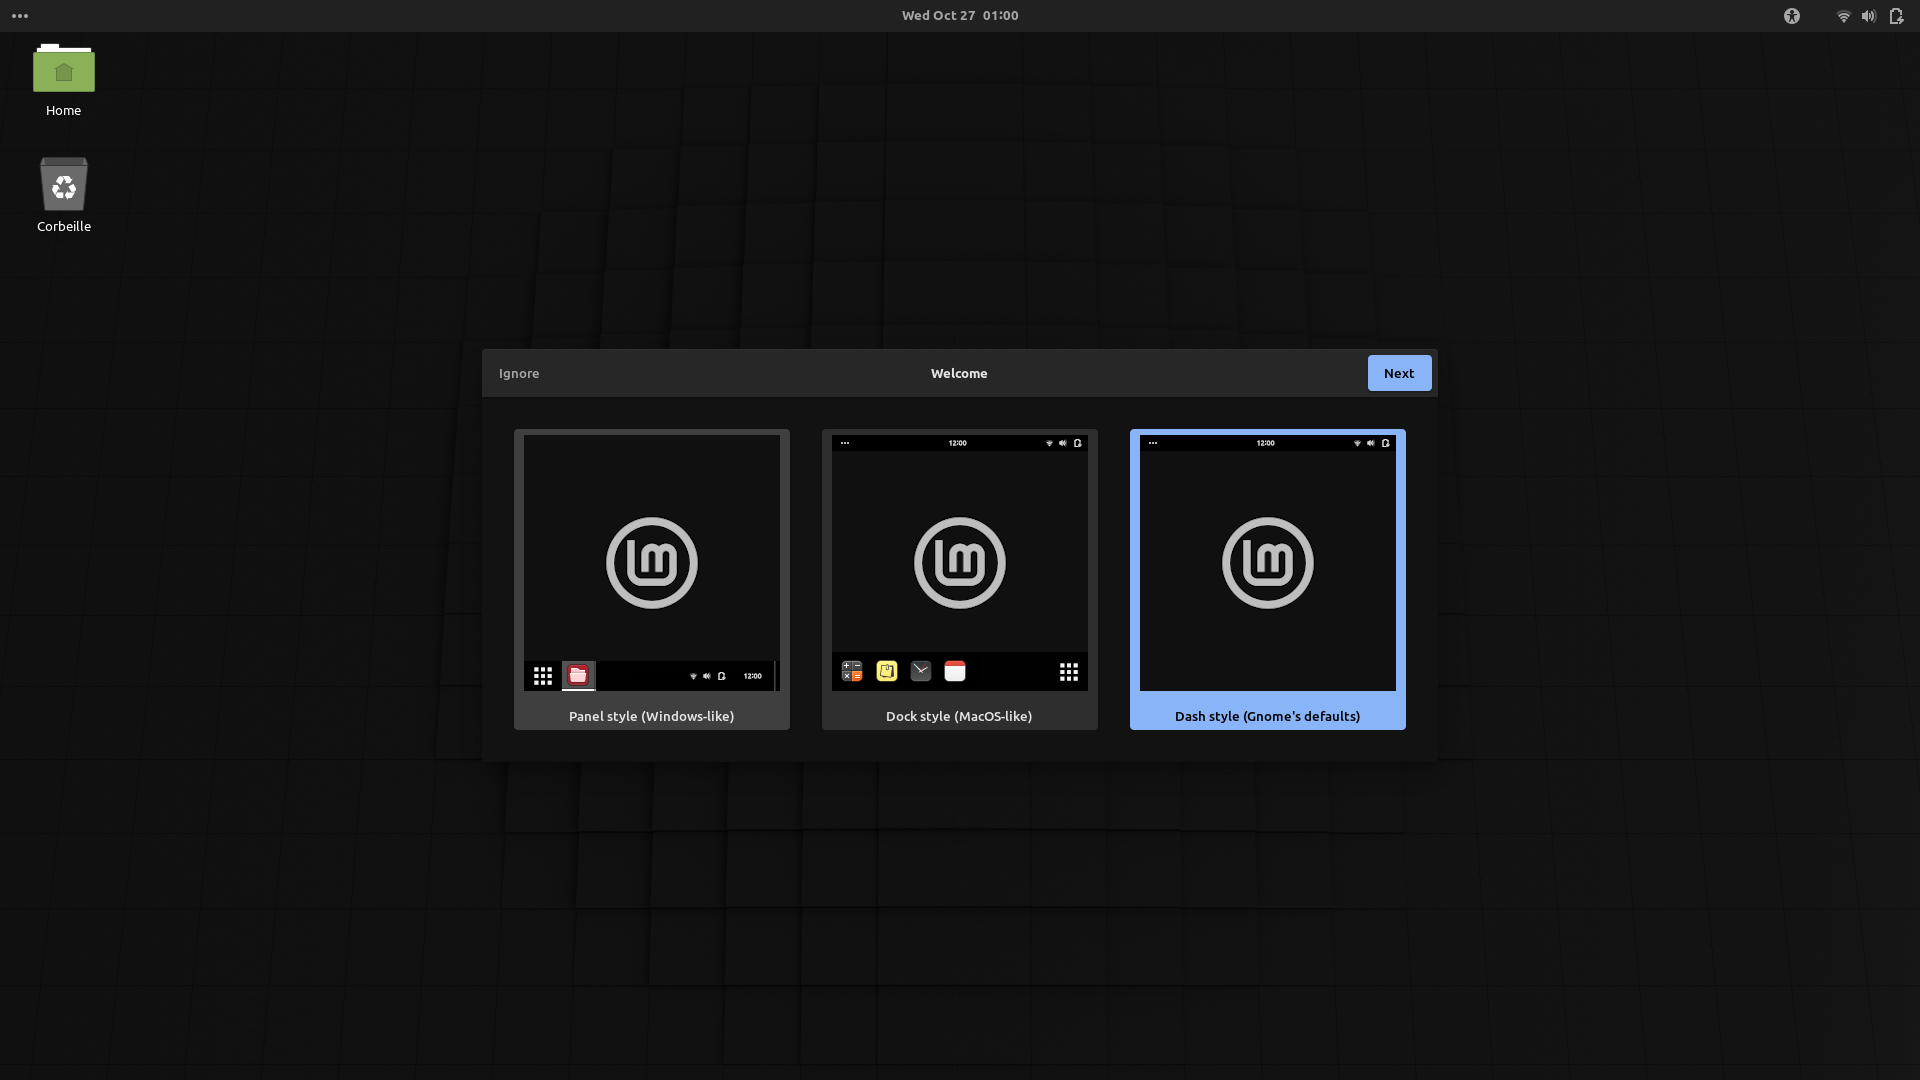 Wed Oct 27 01:00
Home
Corbeille
Ignore
Welcome
Next
12:00
12:00
12:00
Panel style (Windows-like)
Dock style (MacOS-like)
Dash style (Gnome's defaults)